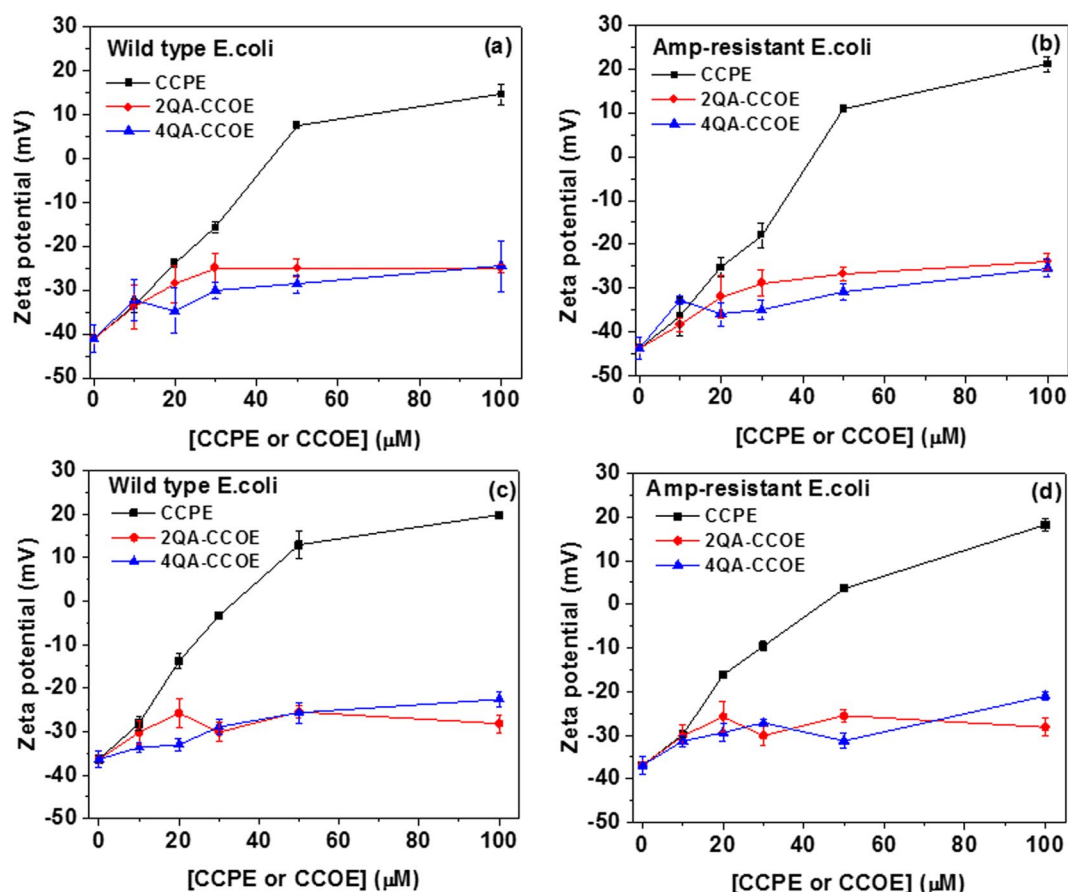 Wild type E.coli (a)
CCPE
2QA-CCOE
4QA-CCOE
Zeta potential (mV)
30
20
10
0
-10
-20
-30
-40
-50
0 20 40 60 80 100
[CCPE or CCOE] (μM)
Amp-resistant E.coli (b)
CCPE
2QA-CCOE
4QA-CCOE
Zeta potential (mV)
30
20
10
0
-10
-20
-30
-40
-50
0 20 40 60 80 100
[CCPE or CCOE] (μM)
Wild type E.coli (c)
CCPE
2QA-CCOE
4QA-CCOE
Zeta potential (mV)
30
20
10
0
-10
-20
-30
-40
-50
0 20 40 60 80 100
[CCPE or CCOE] (μM)
Amp-resistant E.coli (d)
CCPE
2QA-CCOE
4QA-CCOE
Zeta potential (mV)
30
20
10
0
-10
-20
-30
-40
-50
0 20 40 60 80 100
[CCPE or CCOE] (μM)